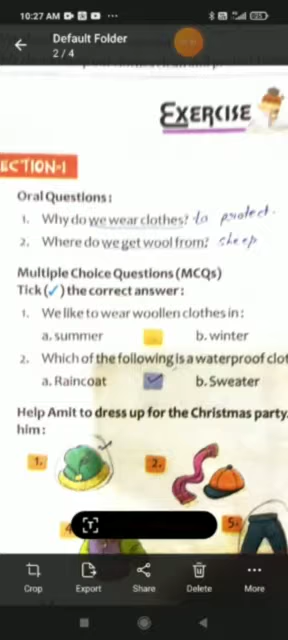 10:27 AM
Default Folder
2 / 4
EXERCISE
ECTION-1
Oral Questions:
1. Why do we wear clothes? to protect.
2. Where do we get wool from? sheep
Multiple Choice Questions (MCQs)
Tick (✓) the correct answer:
1. We like to wear woollen clothes in:
a. summer b. winter
2. Which of the following is a waterproof clot
a. Raincoat ✓ b. Sweater
Help Amit to dress up for the Christmas party.
him:
1. 2.
4 5.
T
Crop Export Share Delete More